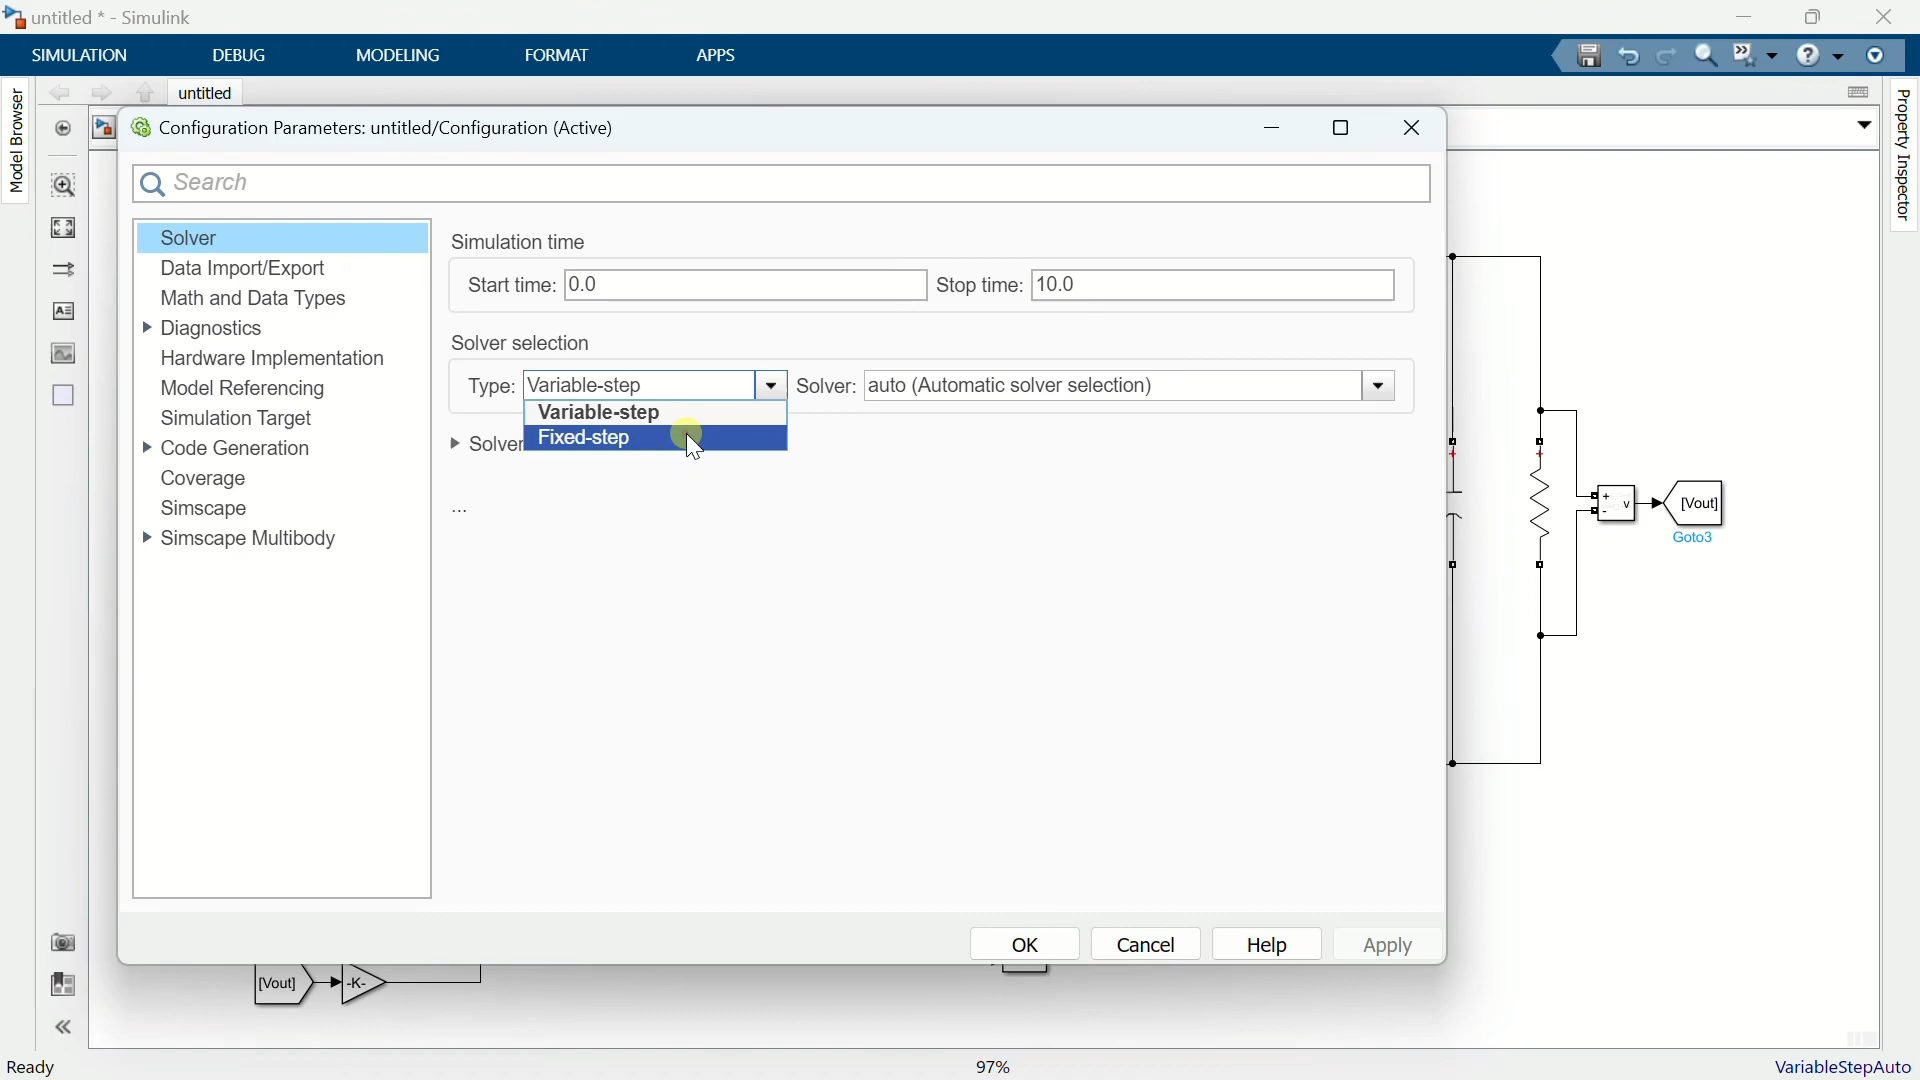 untitled * - Simulink
SIMULATION DEBUG MODELING FORMAT APPS
untitled
Model Browser
Property Inspector
Configuration Parameters: untitled/Configuration (Active)
Search
Solver
Data Import/Export
Math and Data Types
Diagnostics
Hardware Implementation
Model Referencing
Simulation Target
Code Generation
Coverage
Simscape
Simscape Multibody
Simulation time
Start time: 0.0 Stop time: 10.0
Solver selection
Type: Variable-step Solver: auto (Automatic solver selection)
Variable-step
Fixed-step
Solver
...
OK Cancel Help Apply
+ - v [Vout]
Goto3
[Vout] -K-
Ready 97% VariableStepAuto